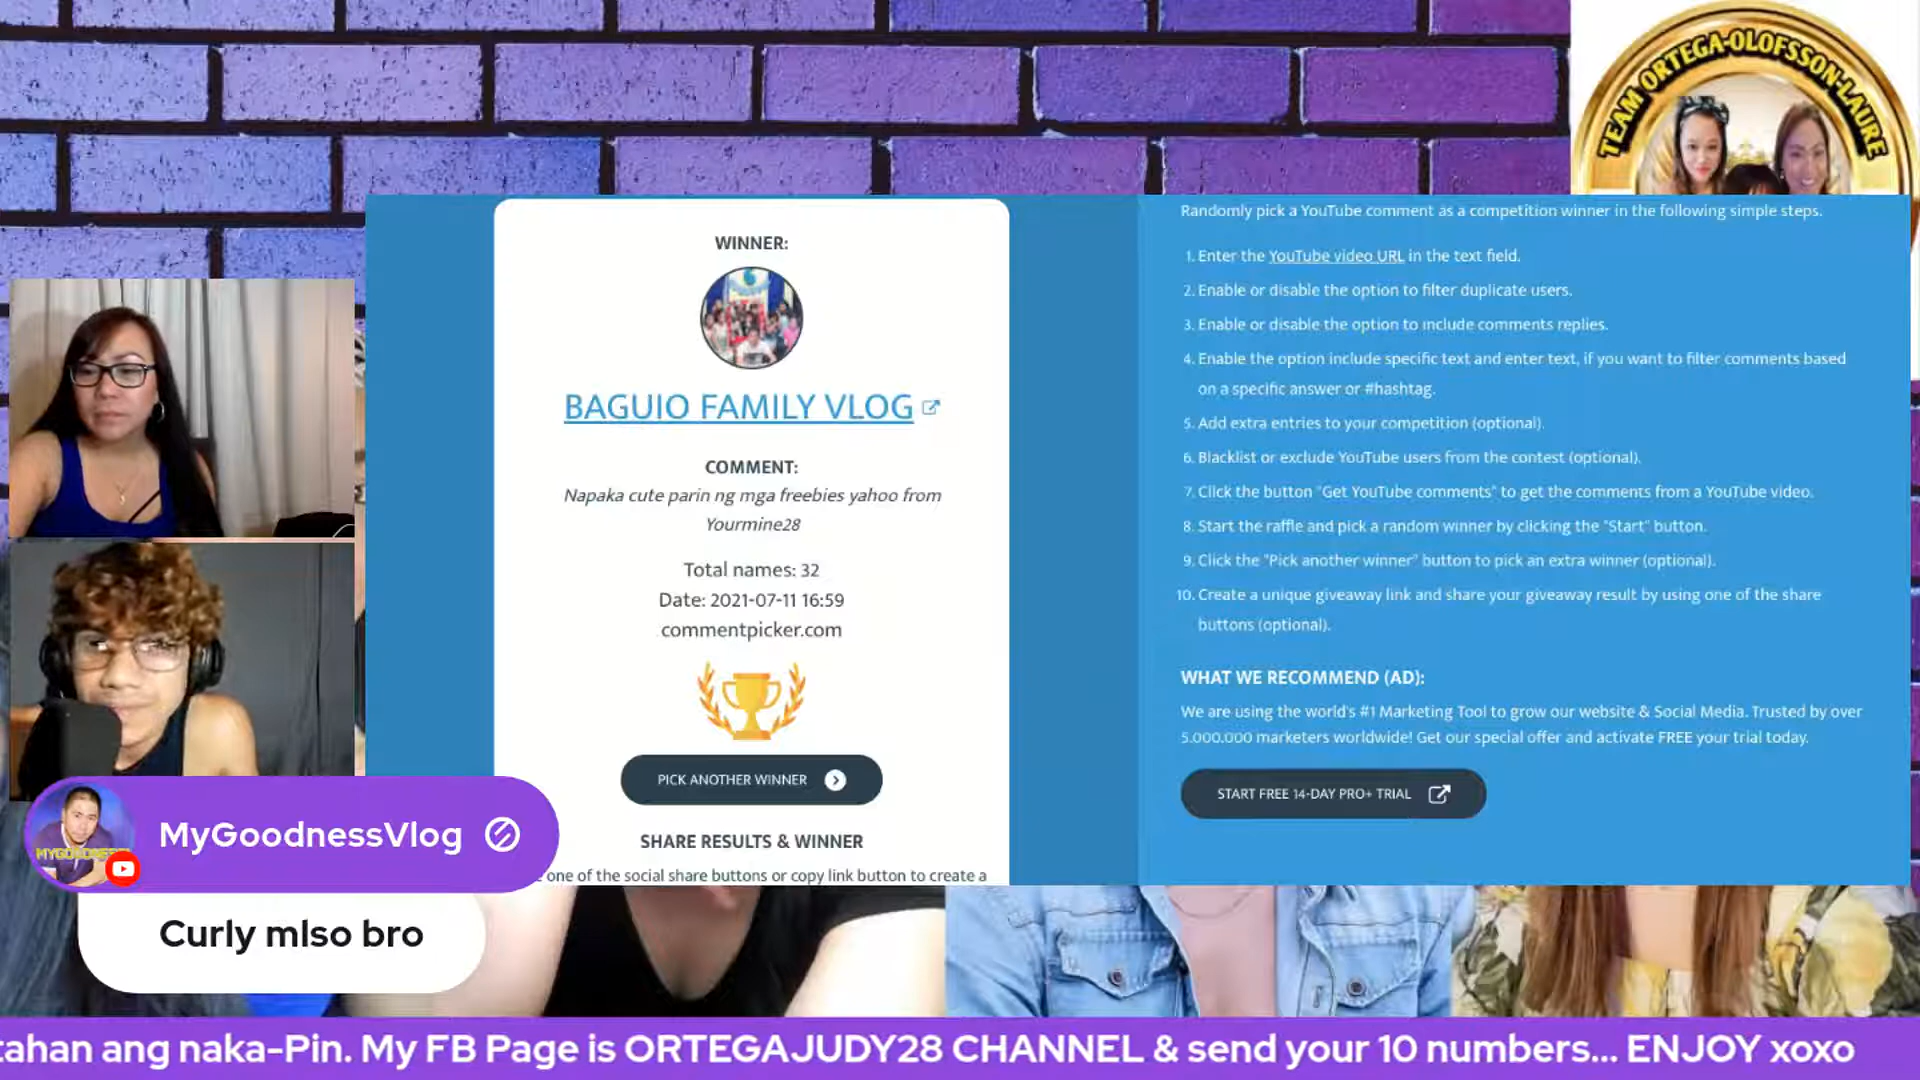 TEAM ORTEGA-OLOFSSON-LAURE
WINNER:
BAGUIO FAMILY VLOG
COMMENT:
Napaka cute parin ng mga freebies yahoo from
Yourmine28
Total names: 32
Date: 2021-07-11 16:59
commentpicker.com
PICK ANOTHER WINNER
SHARE RESULTS & WINNER
one of the social share buttons or copy link button to create a
Randomly pick a YouTube comment as a competition winner in the following simple steps.
1. Enter the YouTube video URL in the text field.
2. Enable or disable the option to filter duplicate users.
3. Enable or disable the option to include comments replies.
4. Enable the option include specific text and enter text, if you want to filter comments based
on a specific answer or #hashtag.
5. Add extra entries to your competition (optional).
6. Blacklist or exclude YouTube users from the contest (optional).
7. Click the button "Get YouTube comments" to get the comments from a YouTube video.
8. Start the raffle and pick a random winner by clicking the "Start" button.
9. Click the "Pick another winner" button to pick an extra winner (optional).
10. Create a unique giveaway link and share your giveaway result by using one of the share
buttons (optional).
WHAT WE RECOMMEND (AD):
We are using the world's #1 Marketing Tool to grow our website & Social Media. Trusted by over
5.000.000 marketers worldwide! Get our special offer and activate FREE your trial today.
START FREE 14-DAY PRO+ TRIAL
MyGoodnessVlog
Curly mlso bro
tahan ang naka-Pin. My FB Page is ORTEGAJUDY28 CHANNEL & send your 10 numbers... ENJOY xoxo